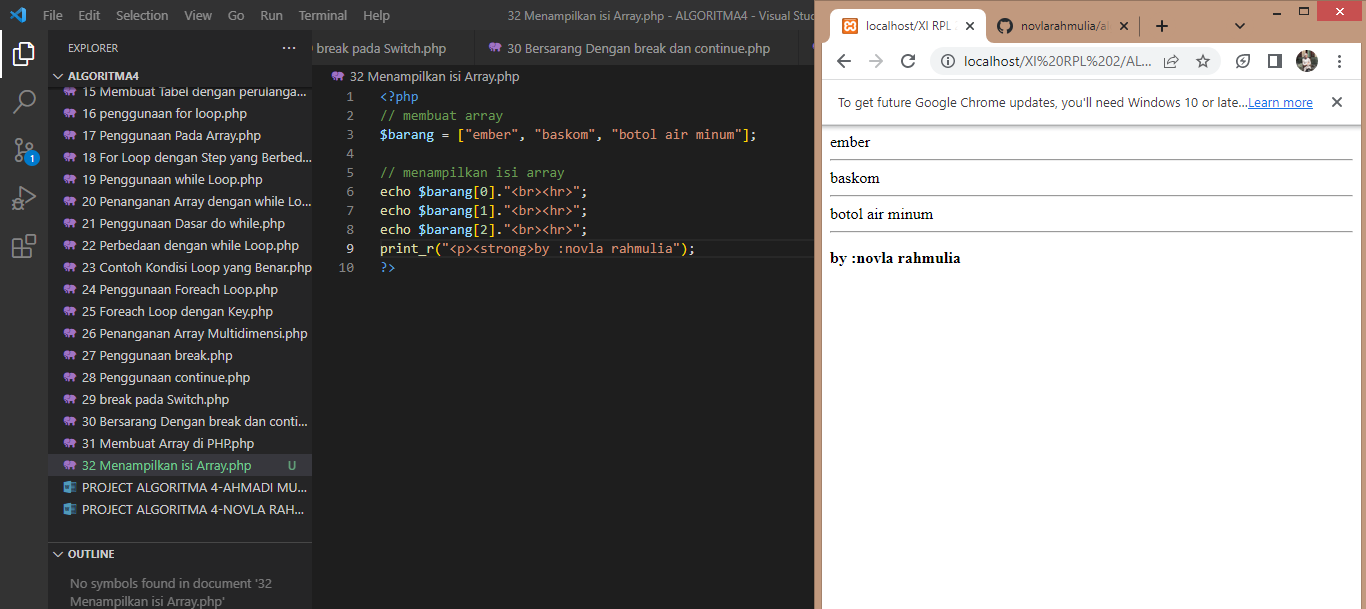 File Edit Selection View Go Run Terminal Help
32 Menampilkan isi Array.php - ALGORITMA4 - Visual Stu
EXPLORER ...
ALGORITMA4
15 Membuat Tabel dengan perulanga...
16 penggunaan for loop.php
17 Penggunaan Pada Array.php
18 For Loop dengan Step yang Berbed...
19 Penggunaan while Loop.php
20 Penanganan Array dengan while Lo...
21 Penggunaan Dasar do while.php
22 Perbedaan dengan while Loop.php
23 Contoh Kondisi Loop yang Benar.php
24 Penggunaan Foreach Loop.php
25 Foreach Loop dengan Key.php
26 Penanganan Array Multidimensi.php
27 Penggunaan break.php
28 Penggunaan continue.php
29 break pada Switch.php
30 Bersarang Dengan break dan conti...
31 Membuat Array di PHP.php
32 Menampilkan isi Array.php U
PROJECT ALGORITMA 4-AHMADI MU...
PROJECT ALGORITMA 4-NOVLA RAH...
OUTLINE
No symbols found in document '32
Menampilkan isi Array.php'
1
break pada Switch.php
30 Bersarang Dengan break dan continue.php
32 Menampilkan isi Array.php
1 <?php
2 // membuat array
3 $barang = ["ember", "baskom", "botol air minum"];
4
5 // menampilkan isi array
6 echo $barang[0]."<br><hr>";
7 echo $barang[1]."<br><hr>";
8 echo $barang[2]."<br><hr>";
9 print_r("<p><strong>by :novla rahmulia");
10 ?>
localhost/XI RPL
novlarahmulia/al
localhost/XI%20RPL%202/AL...
To get future Google Chrome updates, you'll need Windows 10 or late...Learn more
ember
baskom
botol air minum
by :novla rahmulia